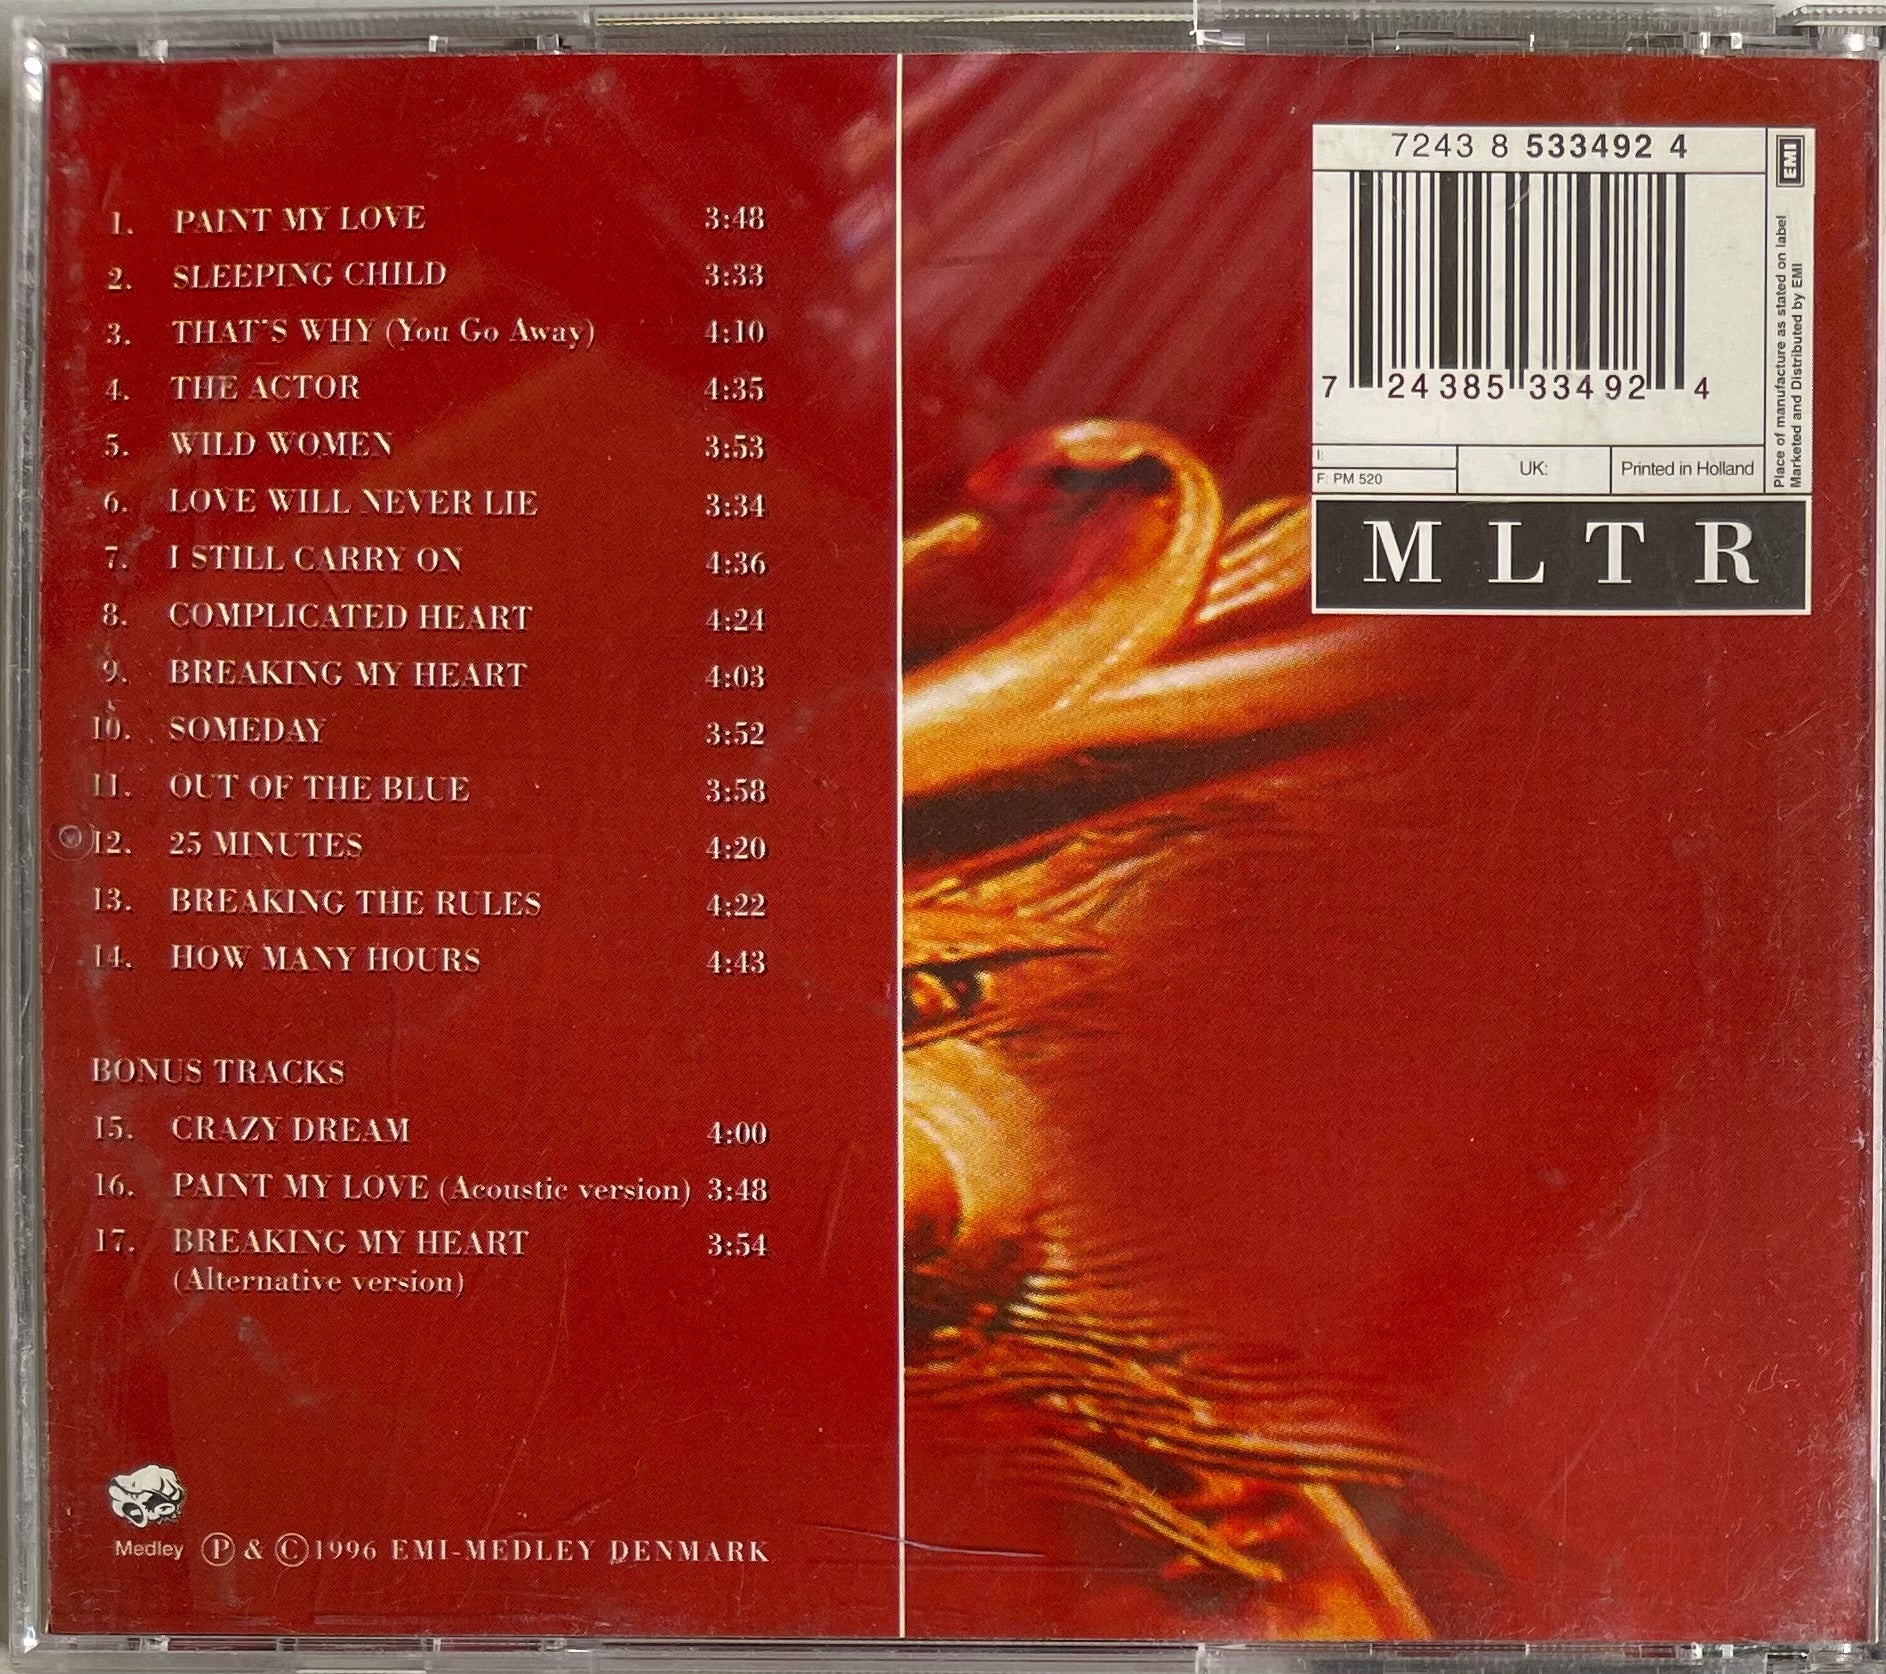 1. PAINT MY LOVE 3:48
2. SLEEPING CHILD 3:33
3. THAT'S WHY (You Go Away) 4:10
4. THE ACTOR 4:35
5. WILD WOMEN 3:53
6. LOVE WILL NEVER LIE 3:34
7. I STILL CARRY ON 4:36
8. COMPLICATED HEART 4:24
9. BREAKING MY HEART 4:03
10. SOMEDAY 3:52
11. OUT OF THE BLUE 3:58
12. 25 MINUTES 4:20
13. BREAKING THE RULES 4:22
14. HOW MANY HOURS 4:43
BONUS TRACKS
15. CRAZY DREAM 4:00
16. PAINT MY LOVE (Acoustic version) 3:48
17. BREAKING MY HEART 3:54
(Alternative version)
Medley Ⓟ & ©1996 EMI-MEDLEY DENMARK
7243 8 533492 4
7 24385 33492 4
I:
F: PM 520
UK:
Printed in Holland
EMI
Place of manufacture as stated on label
Marketed and Distributed by EMI
MLTR